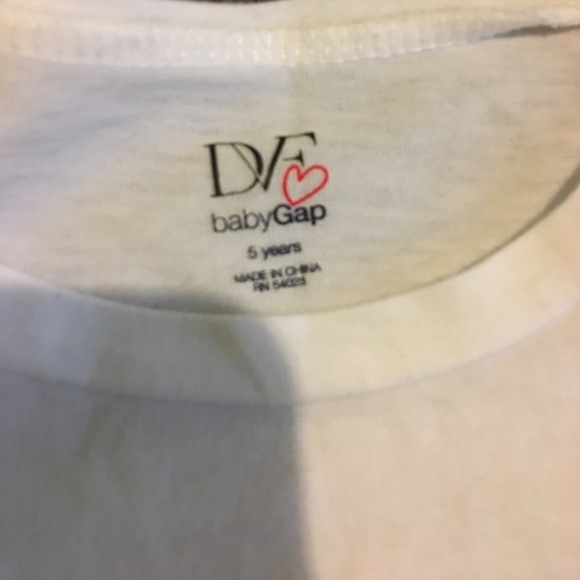 DVF
babyGap
5 years
MADE IN CHINA
RN 54023